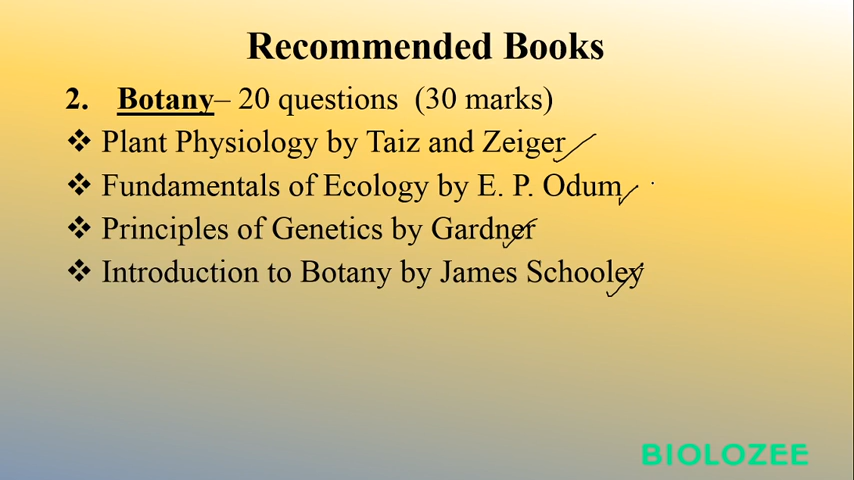 Recommended Books
2. Botany– 20 questions (30 marks)
❖ Plant Physiology by Taiz and Zeiger
❖ Fundamentals of Ecology by E. P. Odum
❖ Principles of Genetics by Gardner
❖ Introduction to Botany by James Schooley
BIOLOZEE